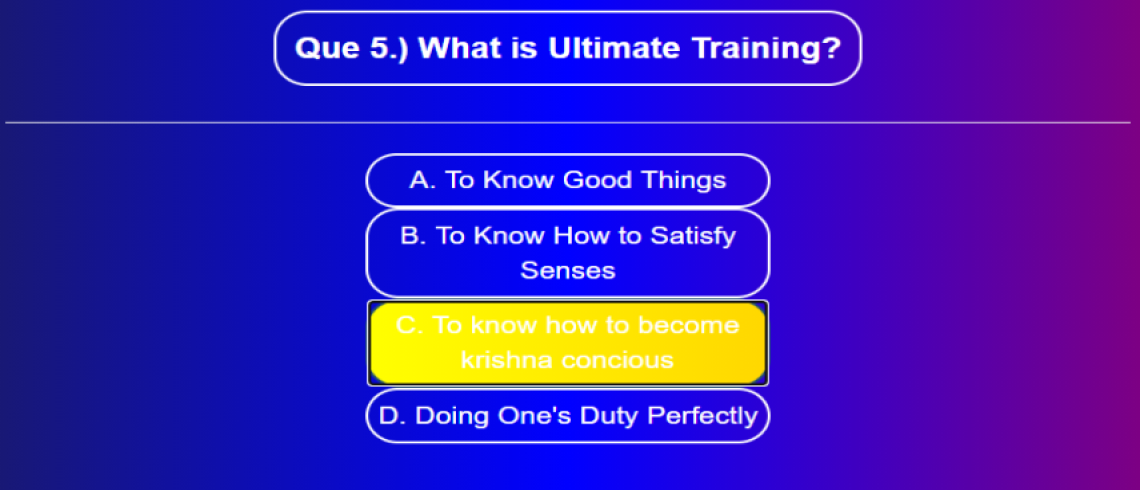 Que 5.) What is Ultimate Training?
A. To Know Good Things
B. To Know How to Satisfy
Senses
C. To know how to become
krishna concious
D. Doing One's Duty Perfectly